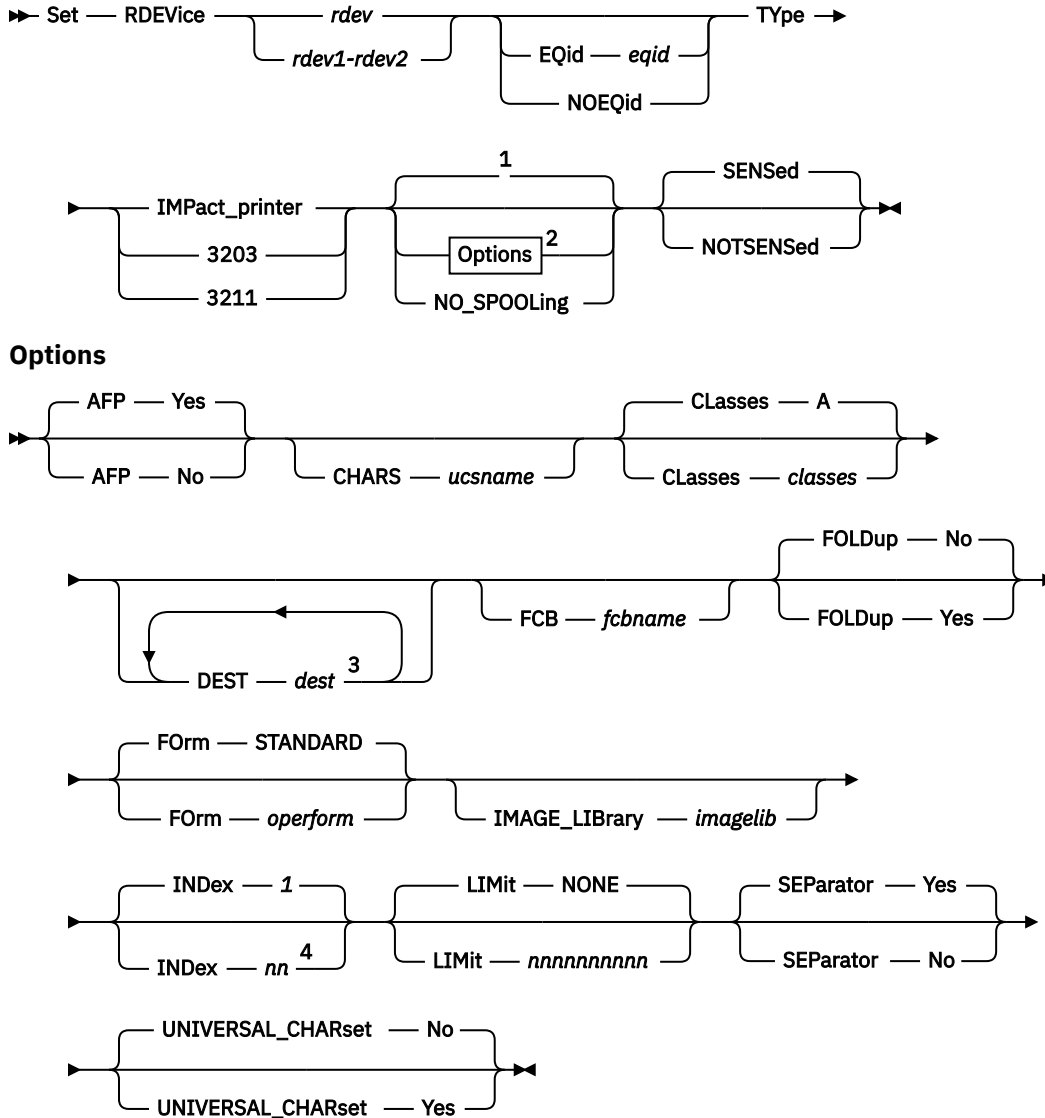 Set RDEVice rdev TYpe
rdev1-rdev2 EQid eqid
NOEQid
1 SENSed
IMPact_printer
3203 Options 2 NOTSENSed
3211 NO_SPOOLing
Options
AFP Yes CLasses A
AFP No CHARS ucsname CLasses classes
FOLDup No
FCB fcbname FOLDup Yes
DEST dest 3
FOrm STANDARD
FOrm operform IMAGE_LIBrary imagelib
INDex 1 LIMit NONE SEParator Yes
INDex nn 4 LIMit nnnnnnnnnn SEParator No
UNIVERSAL_CHARset No
UNIVERSAL_CHARset Yes